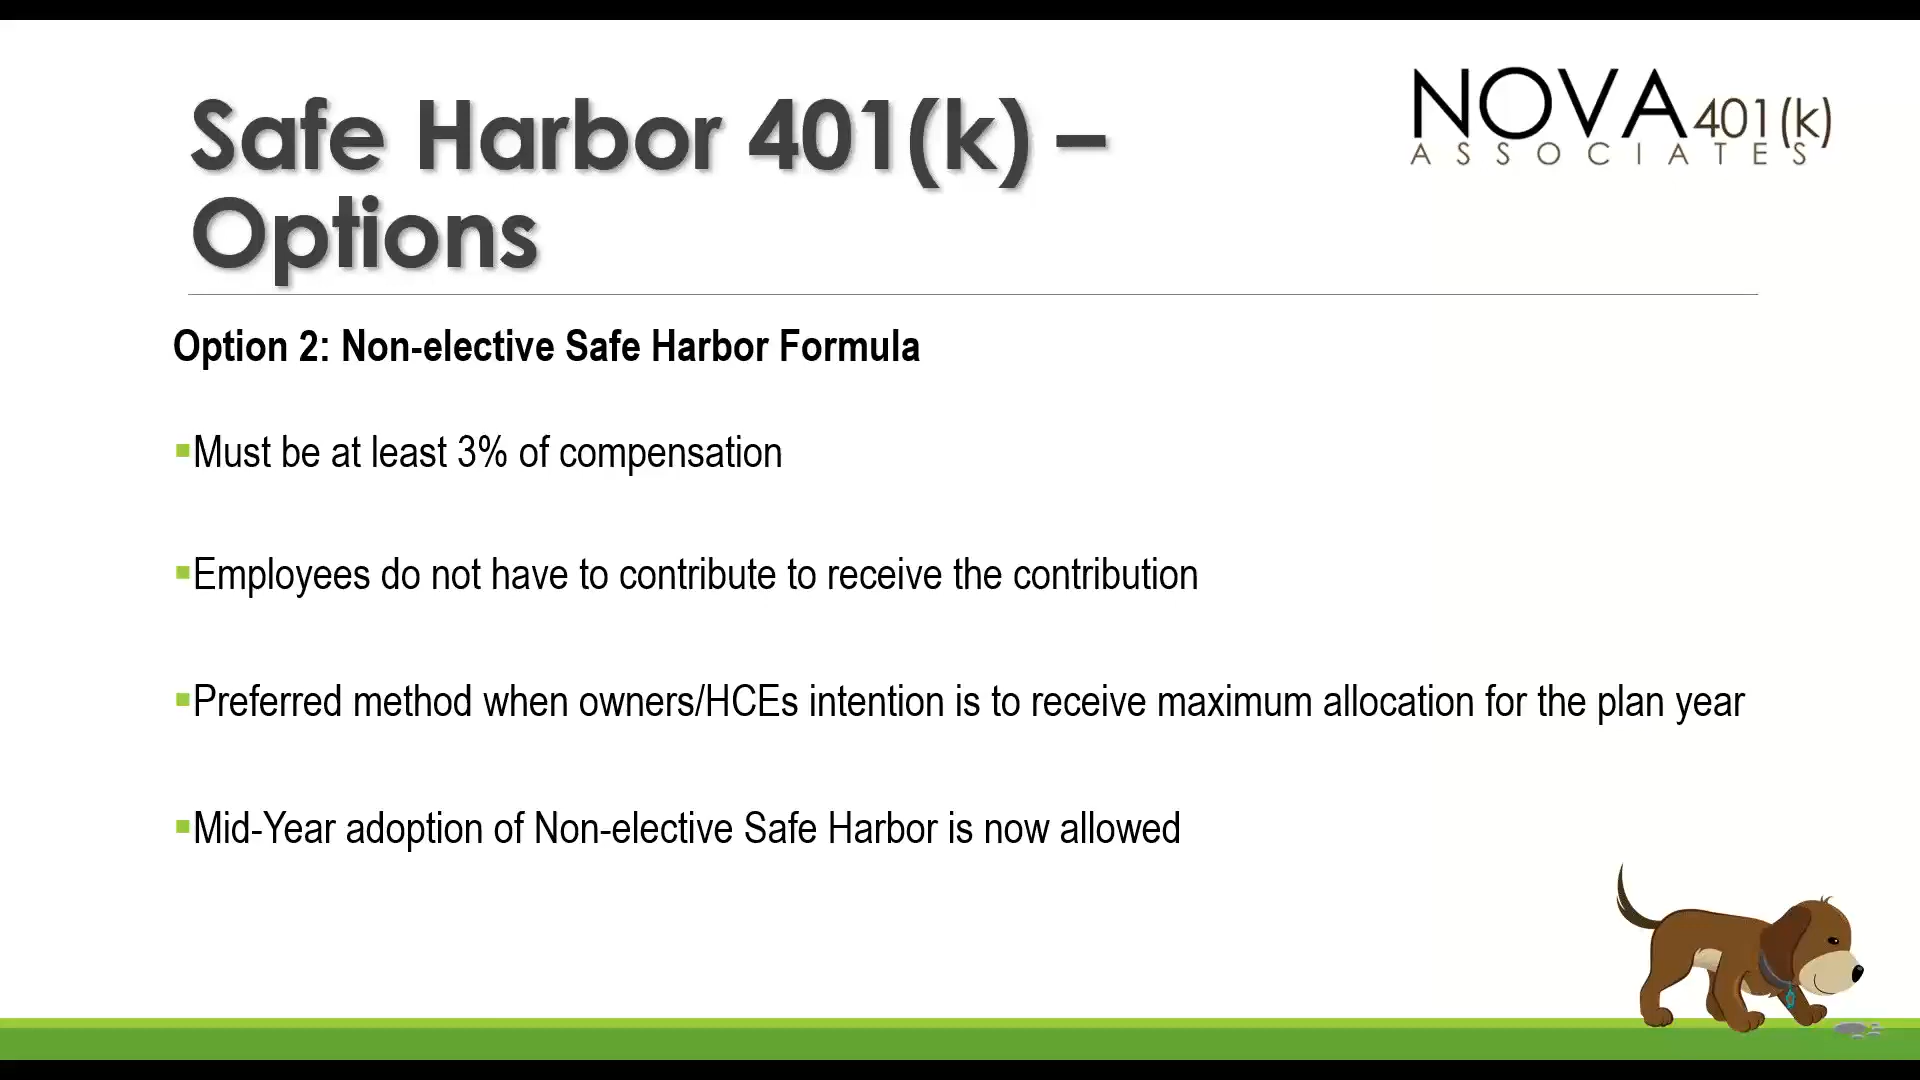 Safe Harbor 401(k) –
Options
NOVA 401(k)
ASSOCIATES
Option 2: Non-elective Safe Harbor Formula
▪Must be at least 3% of compensation
▪Employees do not have to contribute to receive the contribution
▪Preferred method when owners/HCEs intention is to receive maximum allocation for the plan year
▪Mid-Year adoption of Non-elective Safe Harbor is now allowed